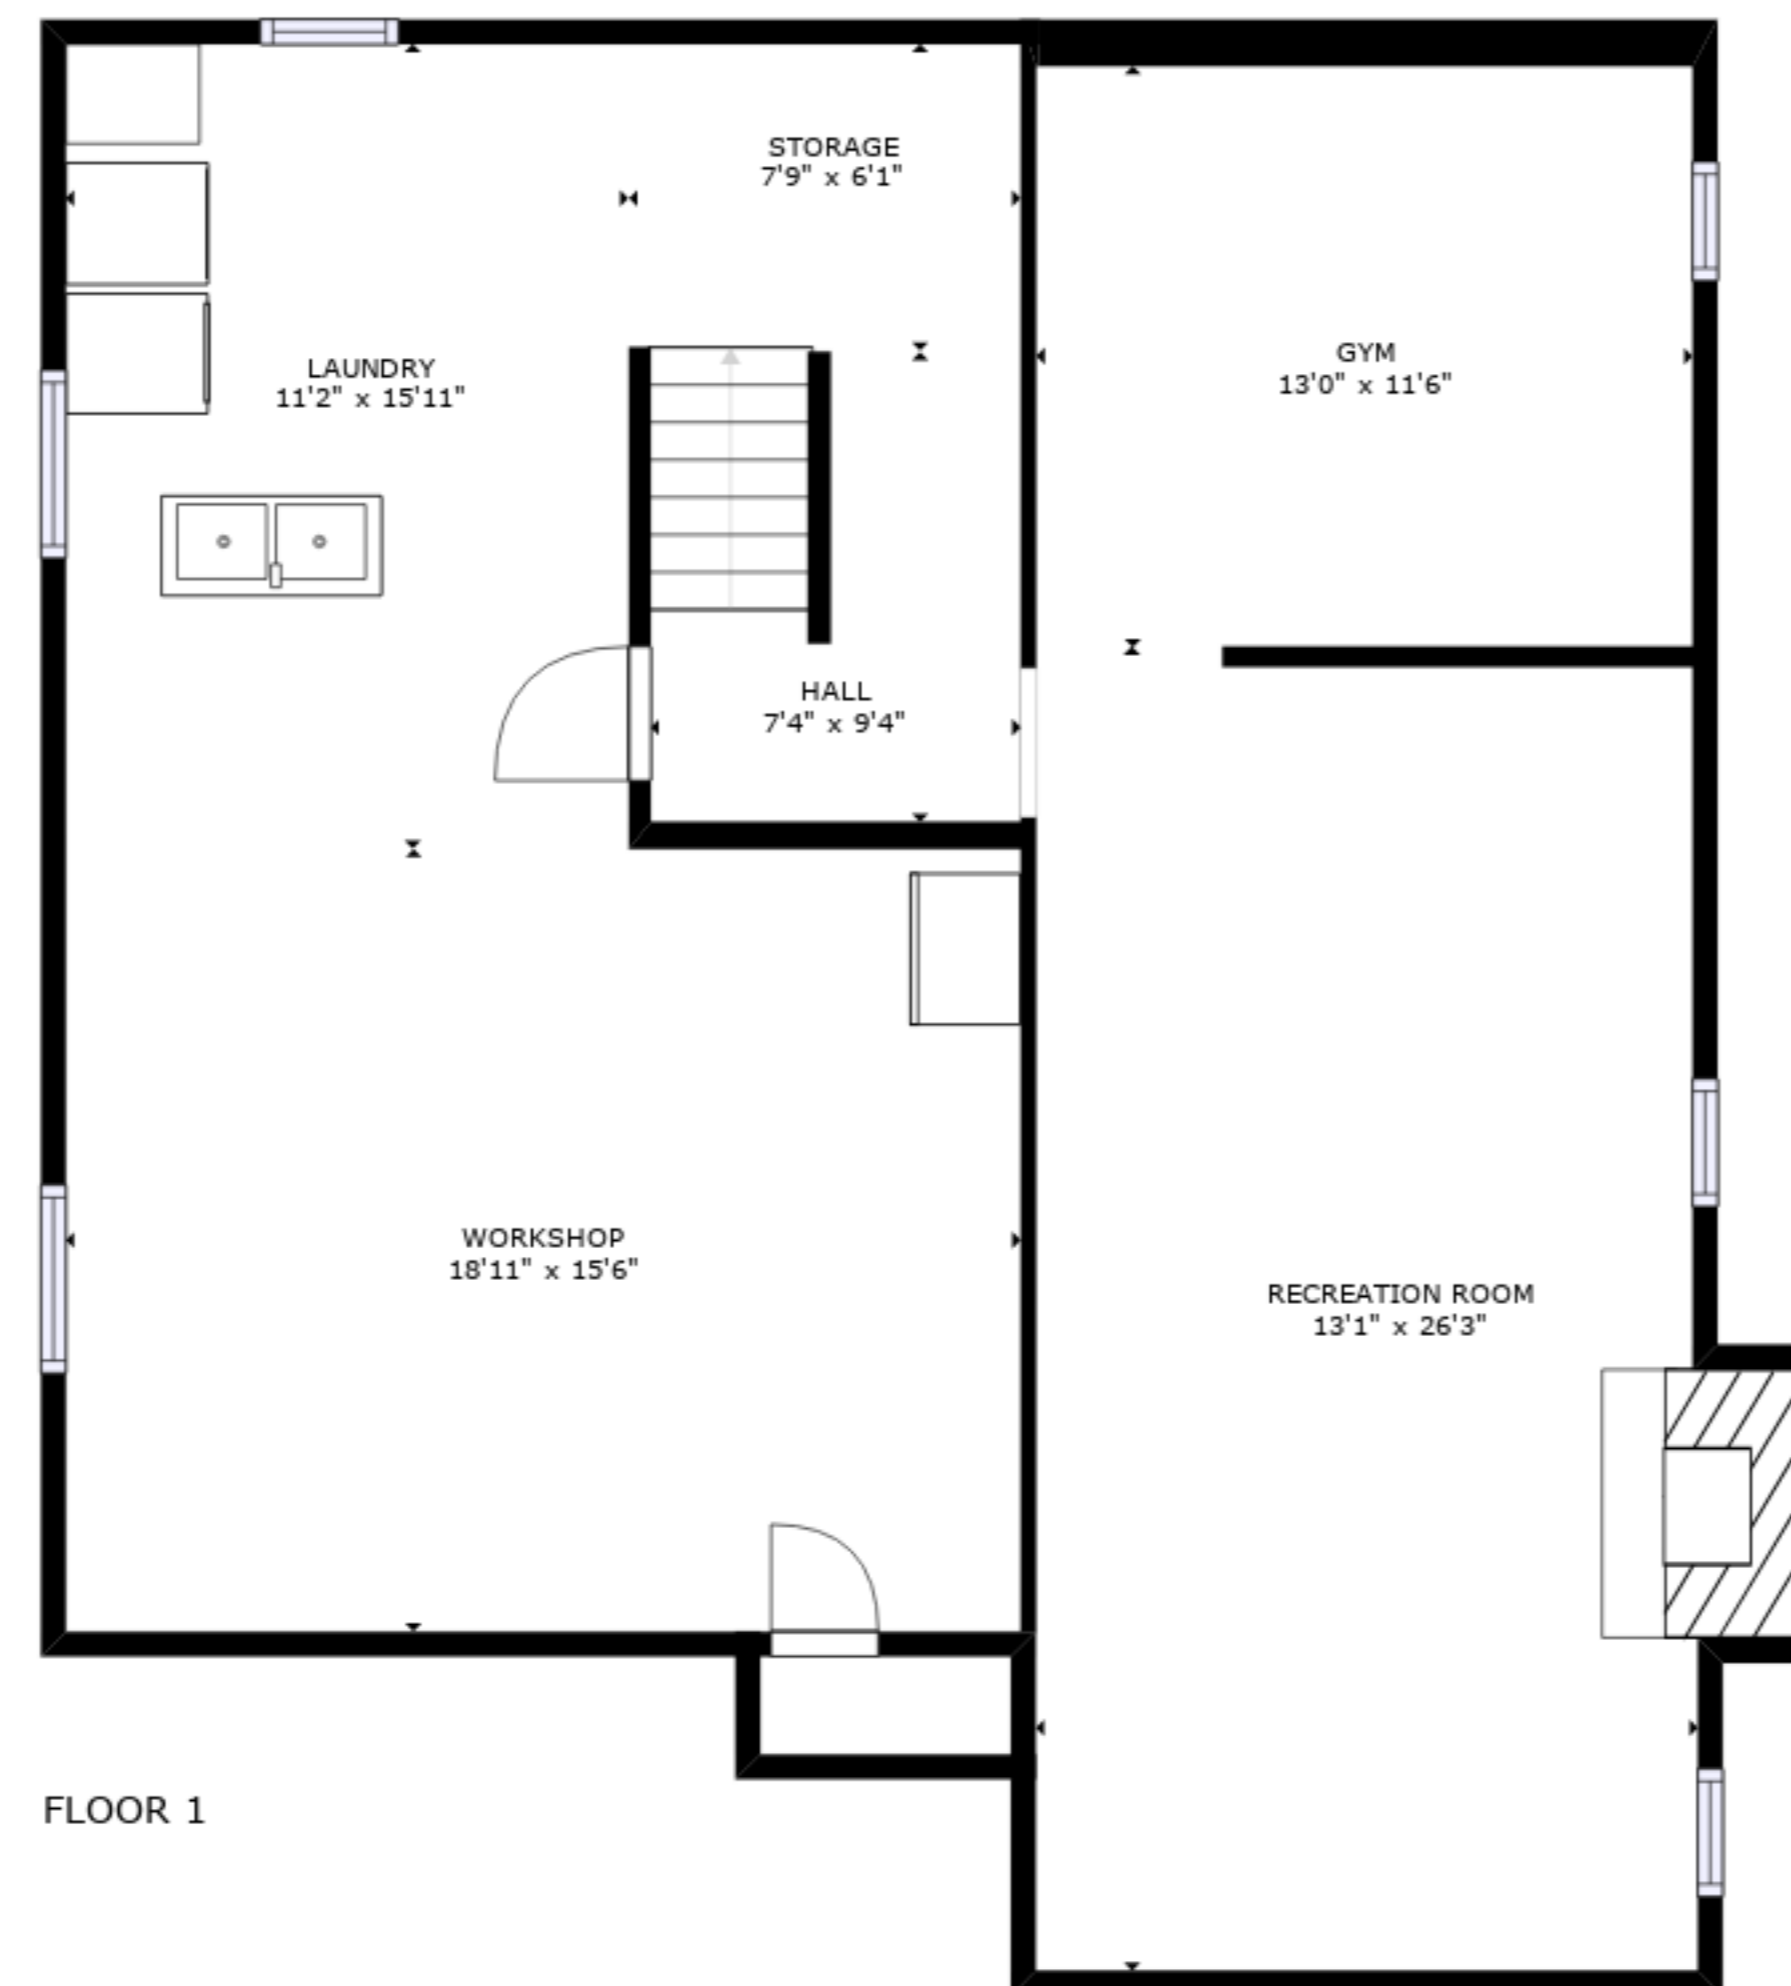 STORAGE
7'9" x 6'1"
GYM
13'0" x 11'6"
LAUNDRY
11'2" x 15'11"
HALL
7'4" x 9'4"
WORKSHOP
18'11" x 15'6"
RECREATION ROOM
13'1" x 26'3"
FLOOR 1